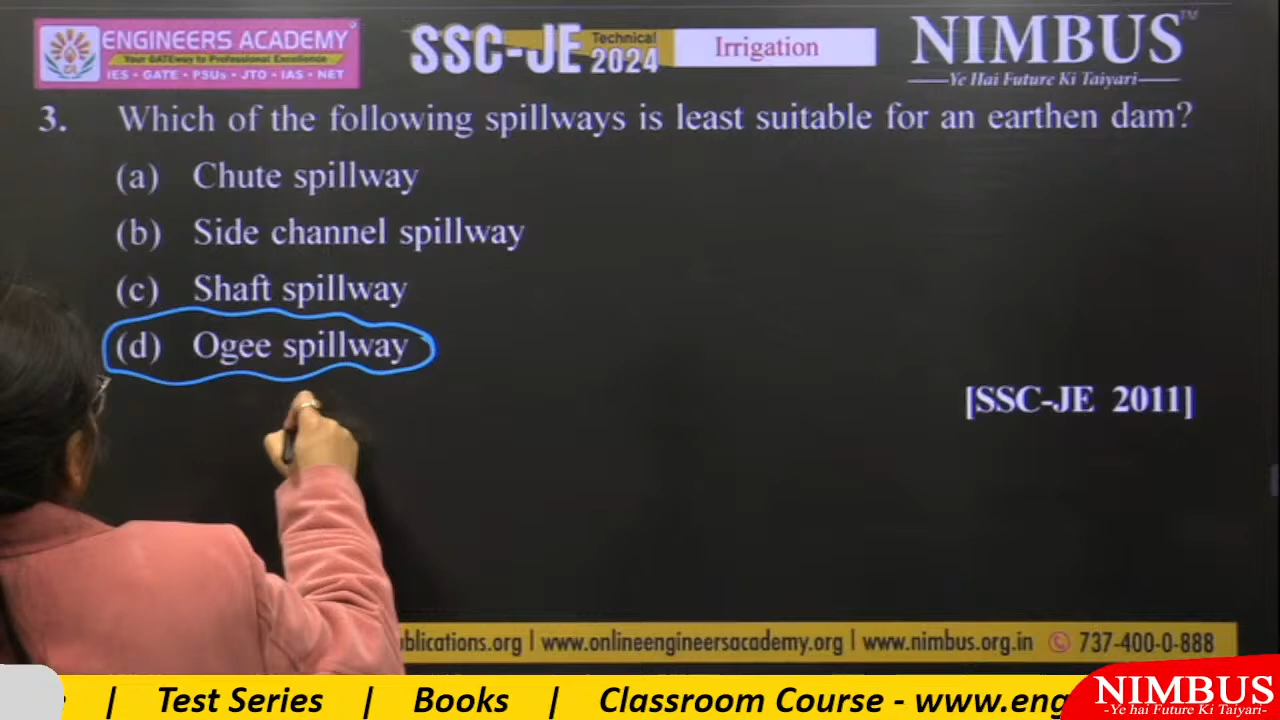 ENGINEERS ACADEMY
Your GATEway to Professional Excellence
IES • GATE • PSUs • JTO • IAS • NET
SSC-JE Technical 2024
Irrigation
NIMBUS™
Ye Hai Future Ki Taiyari
3. Which of the following spillways is least suitable for an earthen dam?
(a) Chute spillway
(b) Side channel spillway
(c) Shaft spillway
(d) Ogee spillway
[SSC-JE 2011]
blications.org | www.onlineengineersacademy.org | www.nimbus.org.in 737-400-0-888
| Test Series | Books | Classroom Course - www.eng
NIMBUS
-Ye hai Future Ki Taiyari-